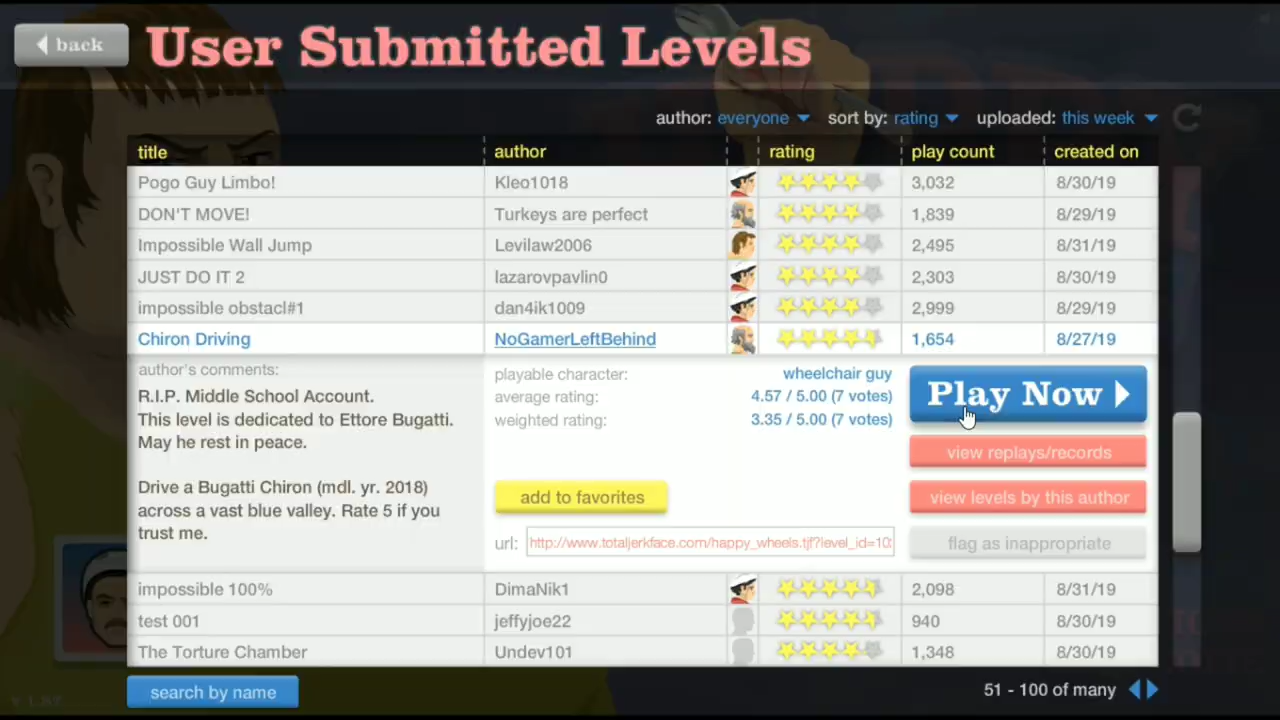 back
User Submitted Levels
author: everyone sort by: rating uploaded: this week
title author rating play count created on
Pogo Guy Limbo! Kleo1018 3,032 8/30/19
DON'T MOVE! Turkeys are perfect 1,839 8/29/19
Impossible Wall Jump Levilaw2006 2,495 8/31/19
JUST DO IT 2 lazarovpavlin0 2,303 8/30/19
impossible obstacl#1 dan4ik1009 2,999 8/29/19
Chiron Driving NoGamerLeftBehind 1,654 8/27/19
author's comments:
R.I.P. Middle School Account.
This level is dedicated to Ettore Bugatti.
May he rest in peace.
Drive a Bugatti Chiron (mdl. yr. 2018)
across a vast blue valley. Rate 5 if you
trust me.
playable character: wheelchair guy
average rating: 4.57 / 5.00 (7 votes)
weighted rating: 3.35 / 5.00 (7 votes)
add to favorites
url: http://www.totaljerkface.com/happy_wheels.tjf?level_id=10
Play Now
view replays/records
view levels by this author
flag as inappropriate
impossible 100% DimaNik1 2,098 8/31/19
test 001 jeffyjoe22 940 8/30/19
The Torture Chamber Undev101 1,348 8/30/19
search by name
51 - 100 of many
v 1.87